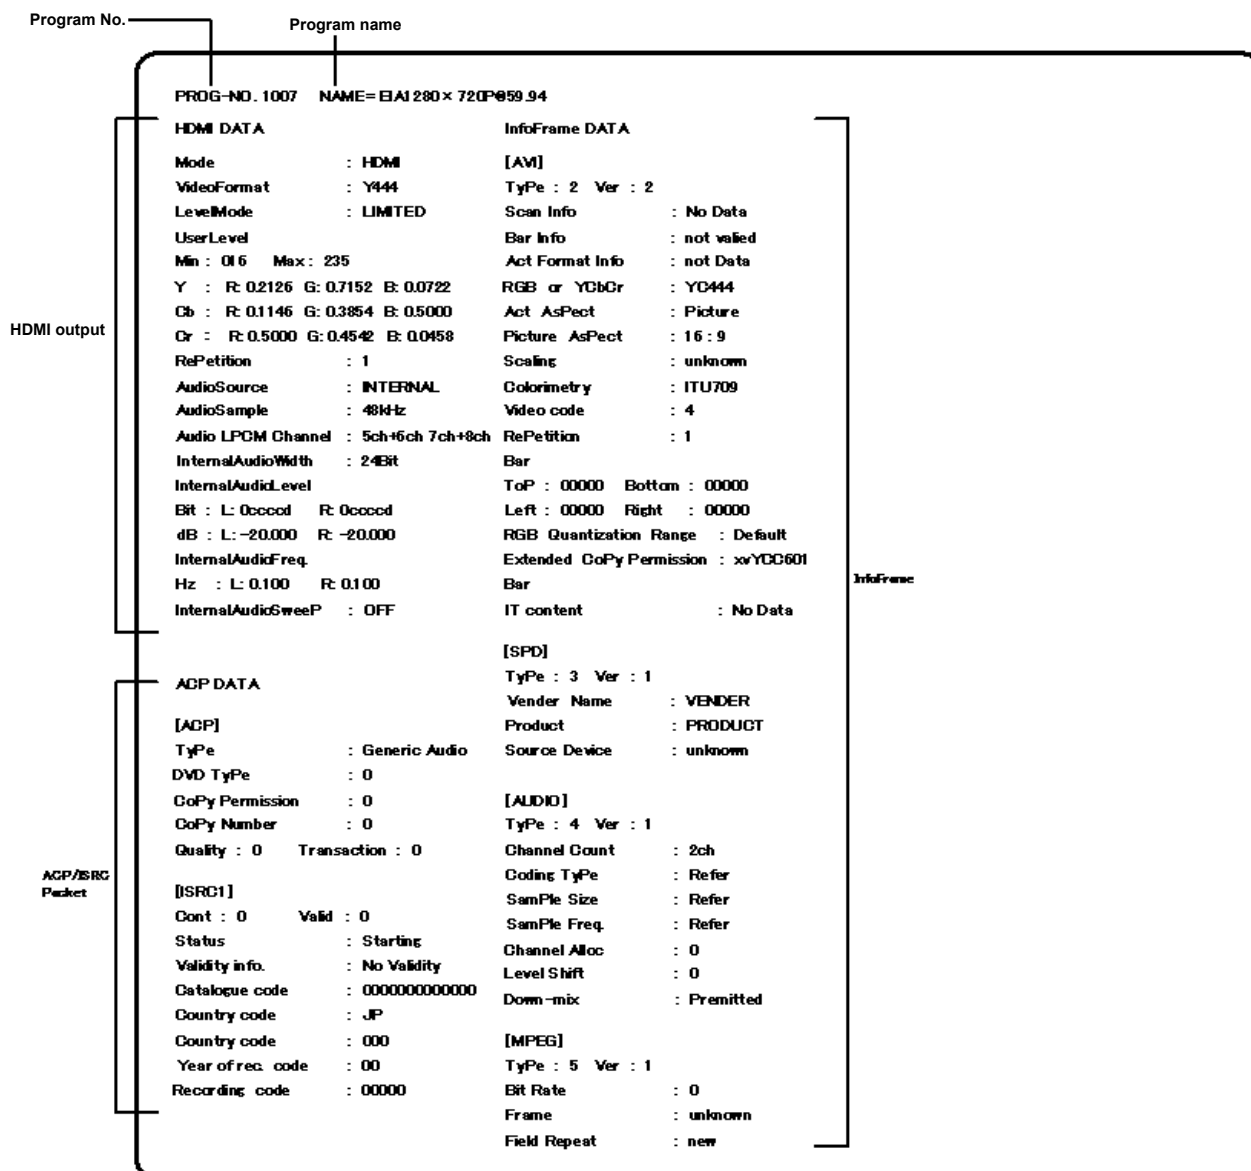 Program No.
Program name
PROG-NO. 1007 NAME= EIA1280× 720P@59.94
HDMI output
HDMI DATA
Mode : HDMI
VideoFormat : Y444
LevelMode : LIMITED
UserLevel
Min : 016 Max : 235
Y : R: 0.2126 G: 0.7152 B: 0.0722
Cb : R: 0.1146 G: 0.3854 B: 0.5000
Cr : R: 0.5000 G: 0.4542 B: 0.0458
RePetition : 1
AudioSource : INTERNAL
AudioSample : 48kHz
Audio LPCM Channel : 5ch+6ch 7ch+8ch
InternalAudioWidth : 24Bit
InternalAudioLevel
Bit : L: 0ccccd R: 0ccccd
dB : L: -20.000 R: -20.000
InternalAudioFreq.
Hz : L: 0.100 R: 0.100
InternalAudioSweeP : OFF
ACP/ISRC
Packet
ACP DATA
[ACP]
TyPe : Generic Audio
DVD TyPe : 0
CoPy Permission : 0
CoPy Number : 0
Quality : 0 Transaction : 0
[ISRC1]
Cont : 0 Valid : 0
Status : Starting
Validity info. : No Validity
Catalogue code : 0000000000000
Country code : JP
Country code : 000
Year of rec. code : 00
Recording code : 00000
InfoFrame DATA
[AVI]
TyPe : 2 Ver : 2
Scan Info : No Data
Bar Info : not valied
Act Format Info : not Data
RGB or YCbCr : YC444
Act AsPect : Picture
Picture AsPect : 16 : 9
Scaling : unknown
Colorimetry : ITU709
Video code : 4
RePetition : 1
Bar
ToP : 00000 Bottom : 00000
Left : 00000 Right : 00000
RGB Quantization Range : Default
Extended CoPy Permission : xvYCC601
Bar
IT content : No Data
[SPD]
TyPe : 3 Ver : 1
Vender Name : VENDER
Product : PRODUCT
Source Device : unknown
[AUDIO]
TyPe : 4 Ver : 1
Channel Count : 2ch
Coding TyPe : Refer
SamPle Size : Refer
SamPle Freq. : Refer
Channel Alloc : 0
Level Shift : 0
Down-mix : Premitted
[MPEG]
TyPe : 5 Ver : 1
Bit Rate : 0
Frame : unknown
Field Repeat : new
InfoFrame